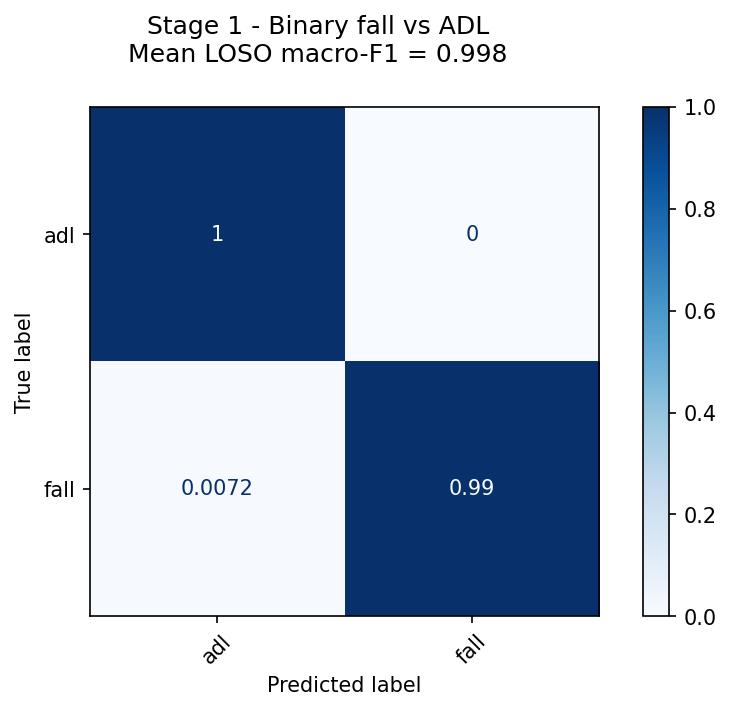 Stage 1 - Binary fall vs ADL
Mean LOSO macro-F1 = 0.998
1.0
0.8
0.6
0.4
0.2
0.0
True label
adl
1
0
fall
0.0072
0.99
adl
fall
Predicted label